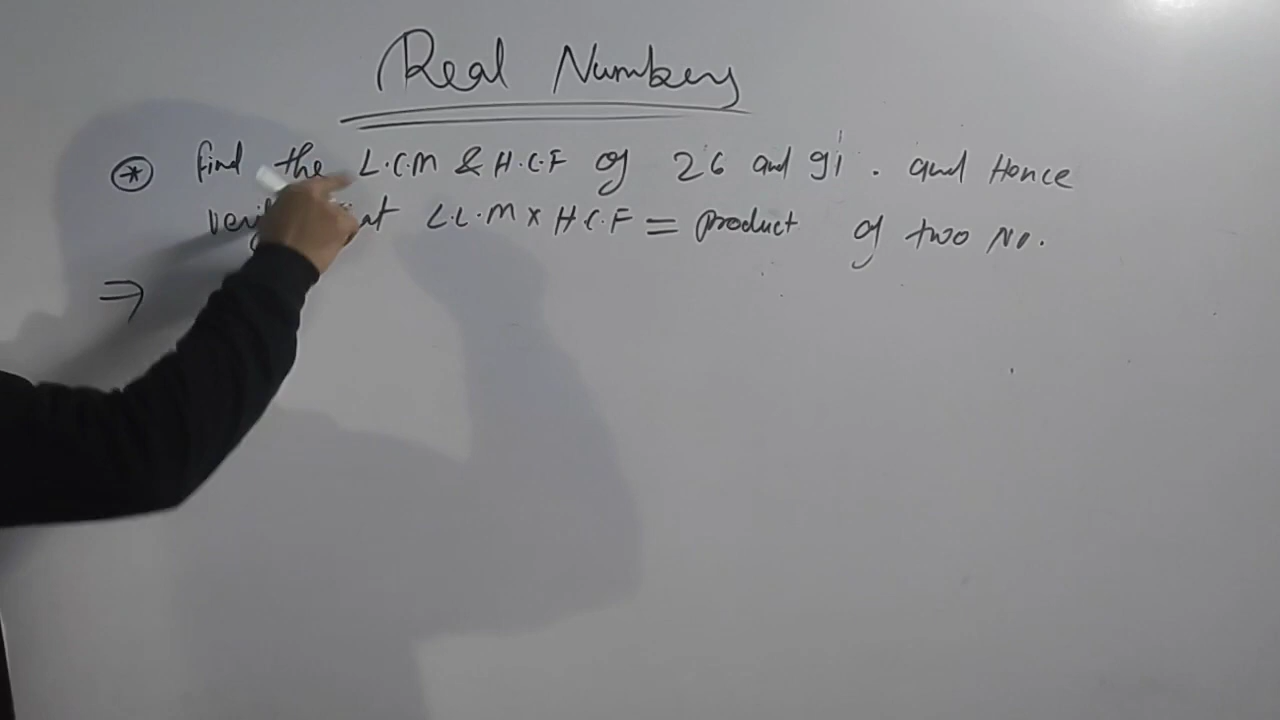 Real Numbers
* find the L.C.M & H.C.F of 26 and 91 . and Hence
L.C.M x H.C.F = product of two No.
⇒